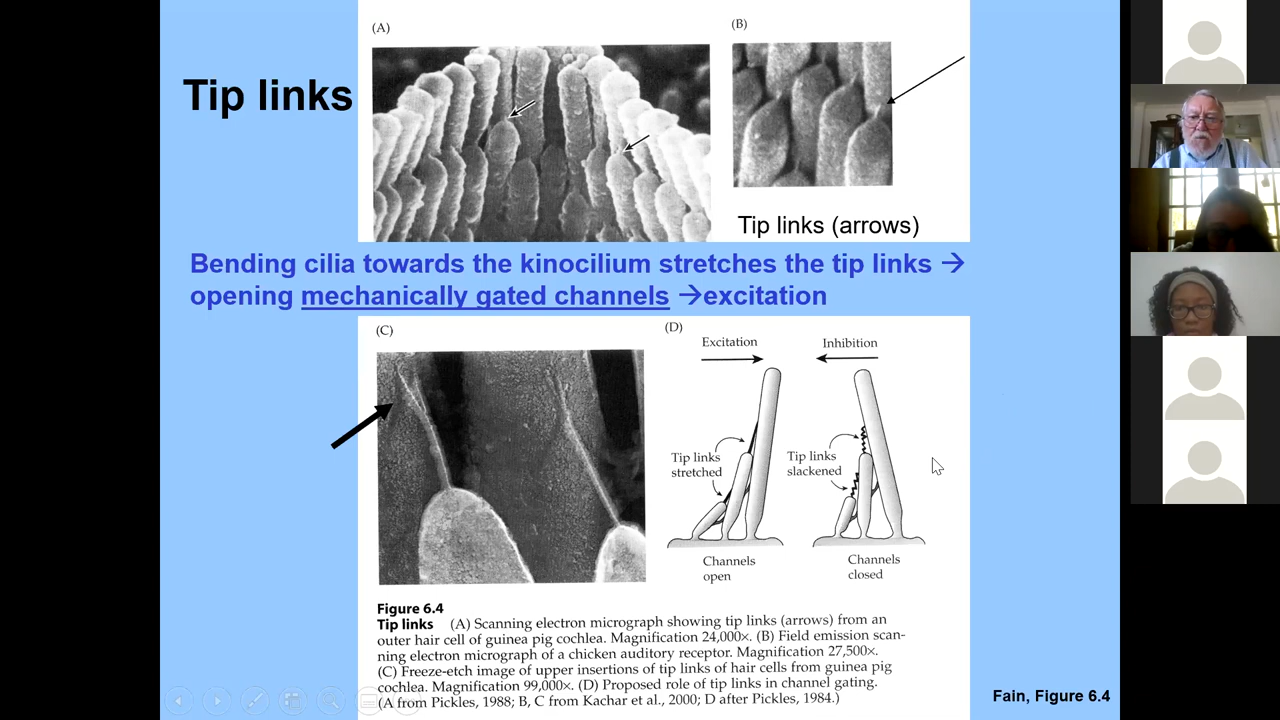 Tip links
(A)
(B)
Tip links (arrows)
Bending cilia towards the kinocilium stretches the tip links →
opening mechanically gated channels →excitation
(C)
(D)
Excitation
Inhibition
Tip links
stretched
Tip links
slackened
Channels
open
Channels
closed
Figure 6.4
Tip links (A) Scanning electron micrograph showing tip links (arrows) from an
outer hair cell of guinea pig cochlea. Magnification 24,000×. (B) Field emission scan-
ning electron micrograph of a chicken auditory receptor. Magnification 27,500×.
(C) Freeze-etch image of upper insertions of tip links of hair cells from guinea pig
cochlea. Magnification 99,000×. (D) Proposed role of tip links in channel gating.
(A from Pickles, 1988; B, C from Kachar et al., 2000; D after Pickles, 1984.)
Fain, Figure 6.4